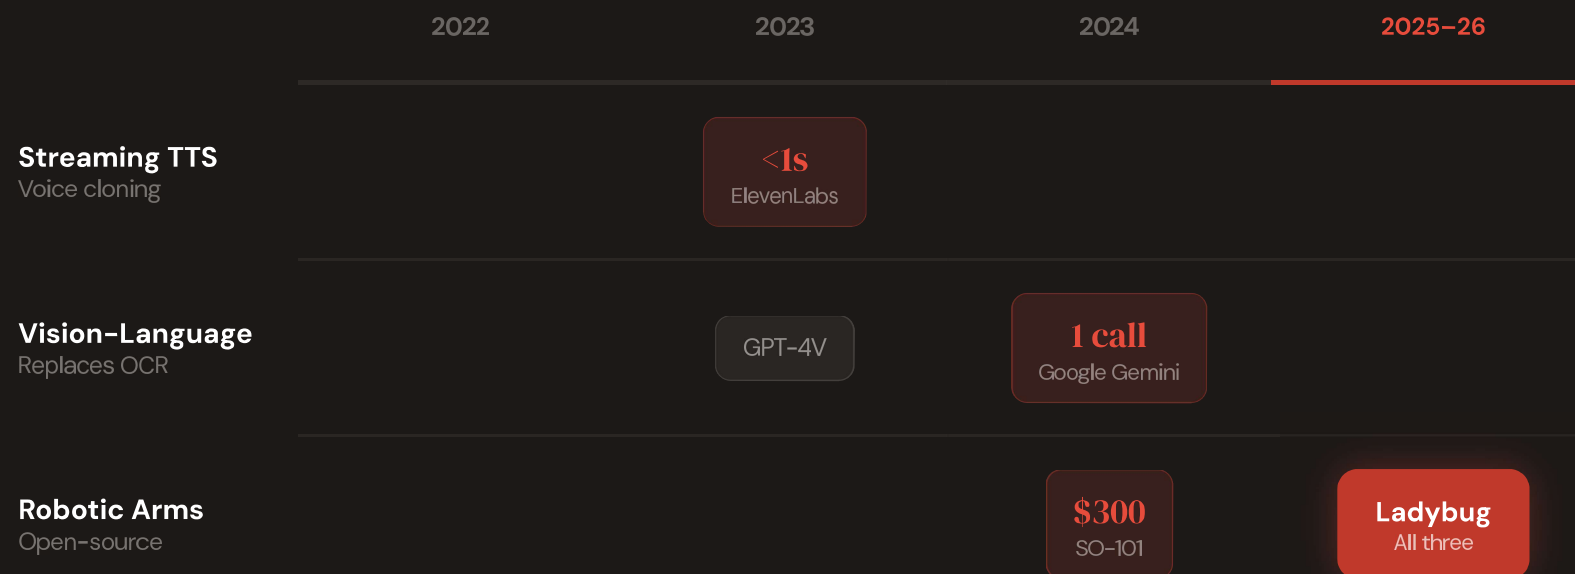 2022
2023
2024
2025–26
Streaming TTS
Voice cloning
<1s
ElevenLabs
Vision-Language
Replaces OCR
GPT-4V
1 call
Google Gemini
Robotic Arms
Open-source
$300
SO-101
Ladybug
All three